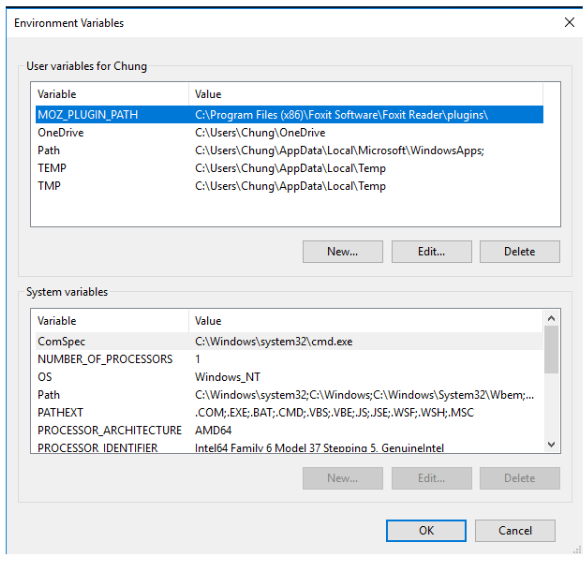 Environment Variables
User variables for Chung
Variable Value
MOZ_PLUGIN_PATH C:\Program Files (x86)\Foxit Software\Foxit Reader\plugins\
OneDrive C:\Users\Chung\OneDrive
Path C:\Users\Chung\AppData\Local\Microsoft\WindowsApps;
TEMP C:\Users\Chung\AppData\Local\Temp
TMP C:\Users\Chung\AppData\Local\Temp
New... Edit... Delete
System variables
Variable Value
ComSpec C:\Windows\system32\cmd.exe
NUMBER_OF_PROCESSORS 1
OS Windows_NT
Path C:\Windows\system32;C:\Windows;C:\Windows\System32\Wbem;...
PATHEXT .COM;.EXE;.BAT;.CMD;.VBS;.VBE;.JS;.JSE;.WSF;.WSH;.MSC
PROCESSOR_ARCHITECTURE AMD64
PROCESSOR_IDENTIFIER Intel64 Family 6 Model 37 Stepping 5, GenuineIntel
New... Edit... Delete
OK Cancel